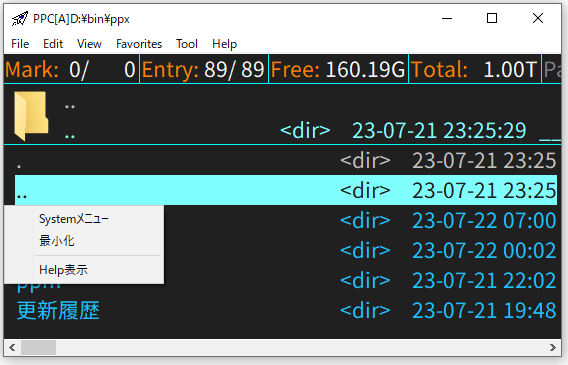 PPC[A]D:¥bin¥ppx
File Edit View Favorites Tool Help
Mark: 0/ 0 Entry: 89/ 89 Free: 160.19G Total: 1.00T Pa
..
.. <dir> 23-07-21 23:25:29 __
. <dir> 23-07-21 23:25
.. <dir> 23-07-21 23:25
Systemメニュー <dir> 23-07-22 07:00
最小化 <dir> 23-07-22 00:02
Help表示
ppm <dir> 23-07-21 22:02
更新履歴 <dir> 23-07-21 19:48